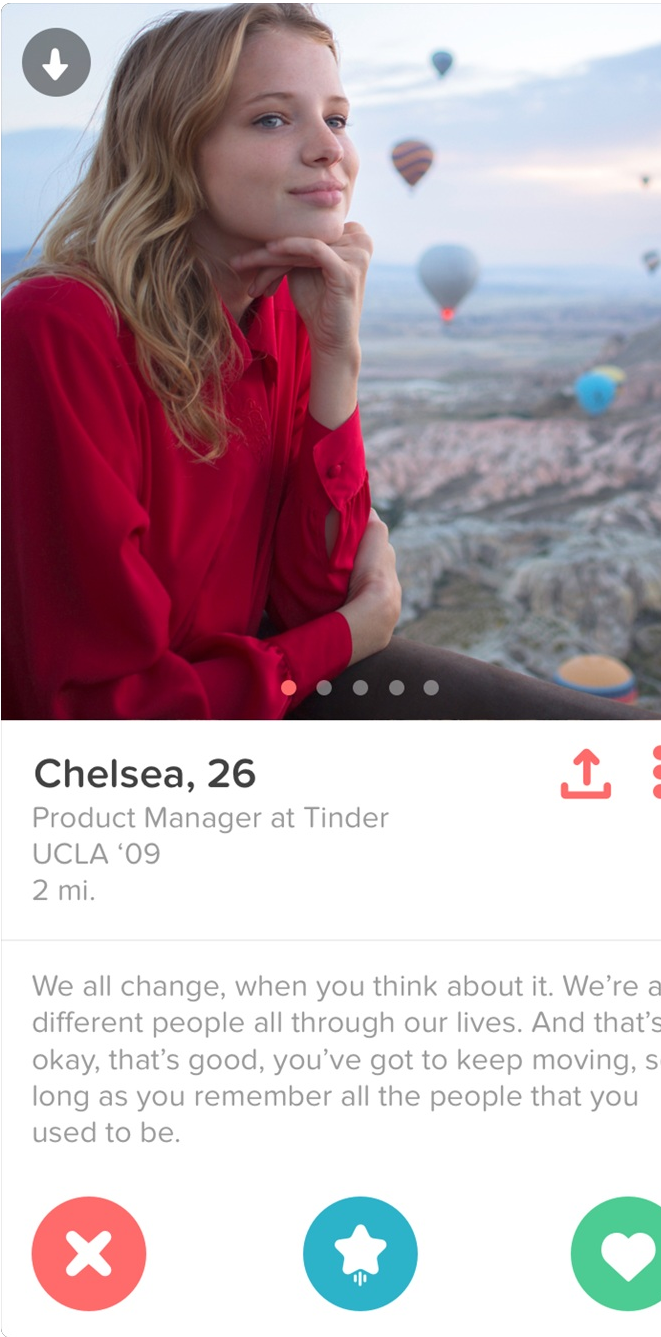 Chelsea, 26
Product Manager at Tinder
UCLA ‘09
2 mi.
We all change, when you think about it. We’re a
different people all through our lives. And that’s
okay, that’s good, you’ve got to keep moving,
long as you remember all the people that you
used to be.